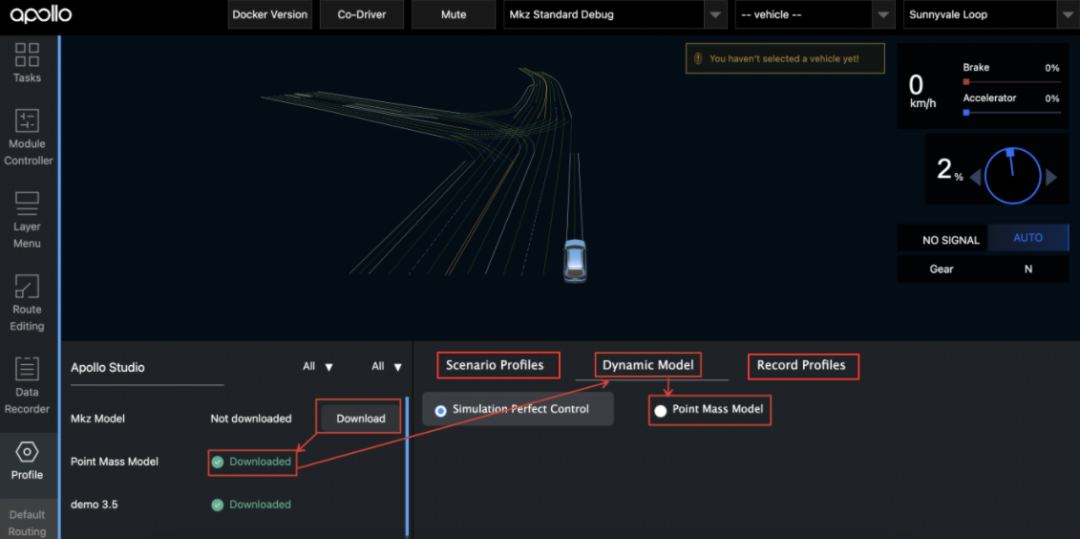 apollo
Docker Version
Co-Driver
Mute
Mkz Standard Debug
-- vehicle --
Sunnyvale Loop
Tasks
Module
Controller
Layer
Menu
Route
Editing
Data
Recorder
Profile
Default
Routing
You haven't selected a vehicle yet!
0
km/h
Brake 0%
Accelerator 0%
2 %
NO SIGNAL AUTO
Gear N
Apollo Studio All All
Mkz Model Not downloaded Download
Point Mass Model Downloaded
demo 3.5 Downloaded
Scenario Profiles Dynamic Model Record Profiles
Simulation Perfect Control Point Mass Model